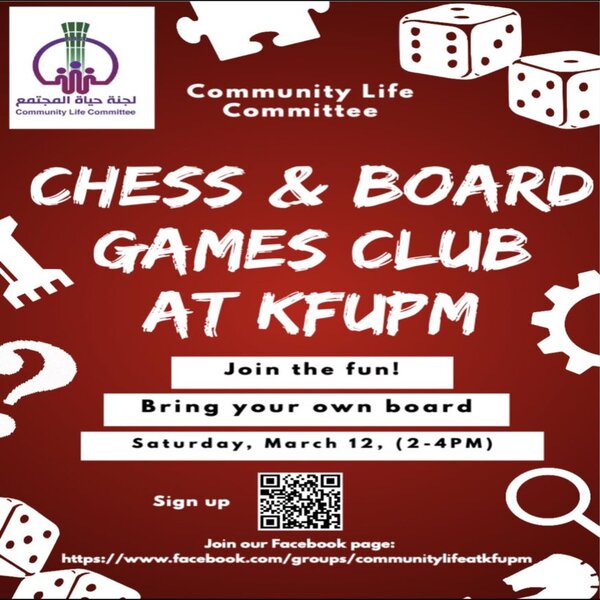 لجنة حياة المجتمع
Community Life Committee
Community Life
Committee
CHESS & BOARD
GAMES CLUB
AT KFUPM
Join the fun!
Bring your own board
Saturday, March 12, (2-4PM)
Sign up
Join our Facebook page:
https://www.facebook.com/groups/communitylifeatkfupm